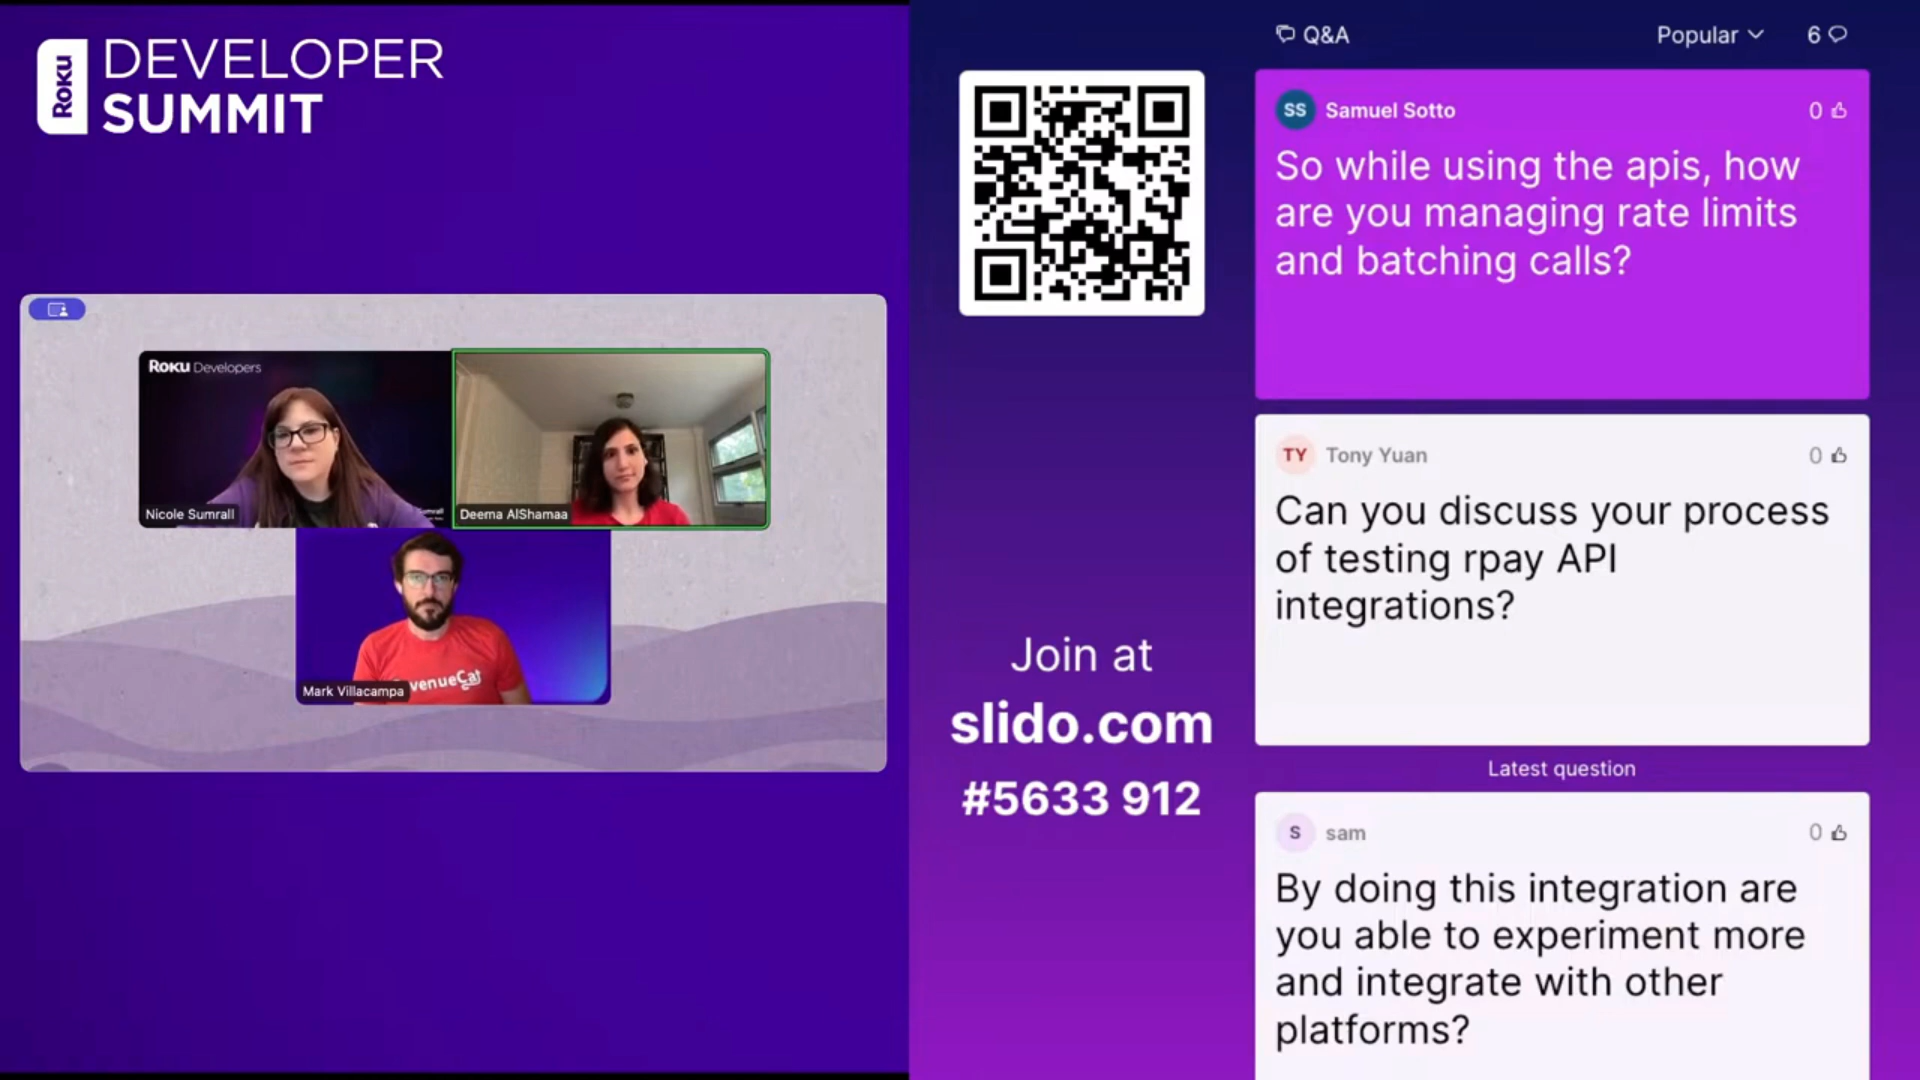 Roku
DEVELOPER
SUMMIT
Roku Developers
Nicole Sumrall
Deema AlShamaa
Mark Villacampa
venueCat
Join at
slido.com
#5633 912
Q&A
Popular
6
SS
Samuel Sotto
0
So while using the apis, how
are you managing rate limits
and batching calls?
TY
Tony Yuan
0
Can you discuss your process
of testing rpay API
integrations?
Latest question
S
sam
0
By doing this integration are
you able to experiment more
and integrate with other
platforms?